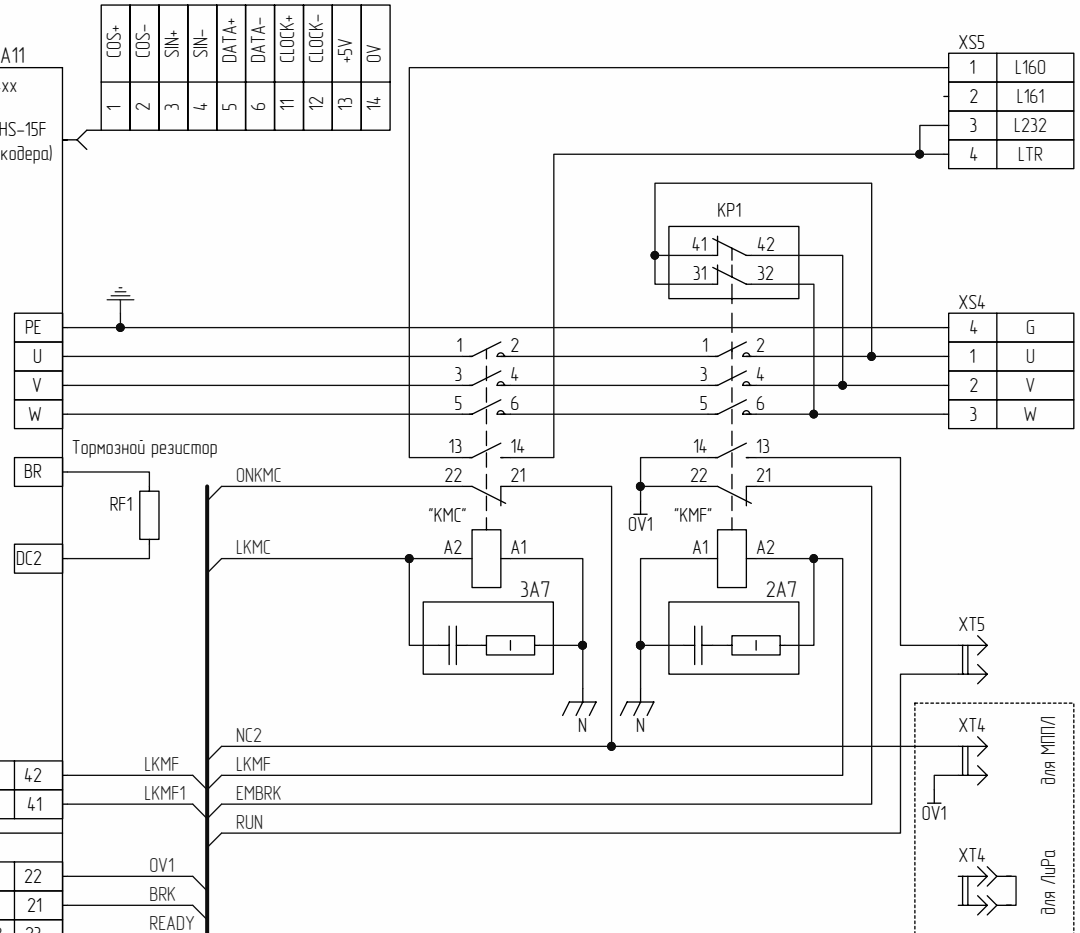 COS+ COS- SIN+ SIN- DATA+ DATA- CLOCK+ CLOCK- +5V 0V
1 2 3 4 5 6 11 12 13 14
A11
xx
HS-15F
кодера)
XS5
1 L160
2 L161
3 L232
4 LTR
KP1
41 42
31 32
XS4
PE
4 G
U
1 2
1 2
1 U
V
3 4
3 4
2 V
W
5 6
5 6
3 W
Тормозной резистор
13 14
14 13
BR
ONKMC
22 21
22 21
RF1
"KMC"
0V1
"KMF"
DC2
LKMC
A2 A1
A1 A2
3A7
2A7
XT5
N
N
NC2
XT4
для МППЛ
42
LKMF
LKMF
41
LKMF1
EMBRK
0V1
RUN
XT4
для ЛиРа
22
0V1
21
BRK
READY